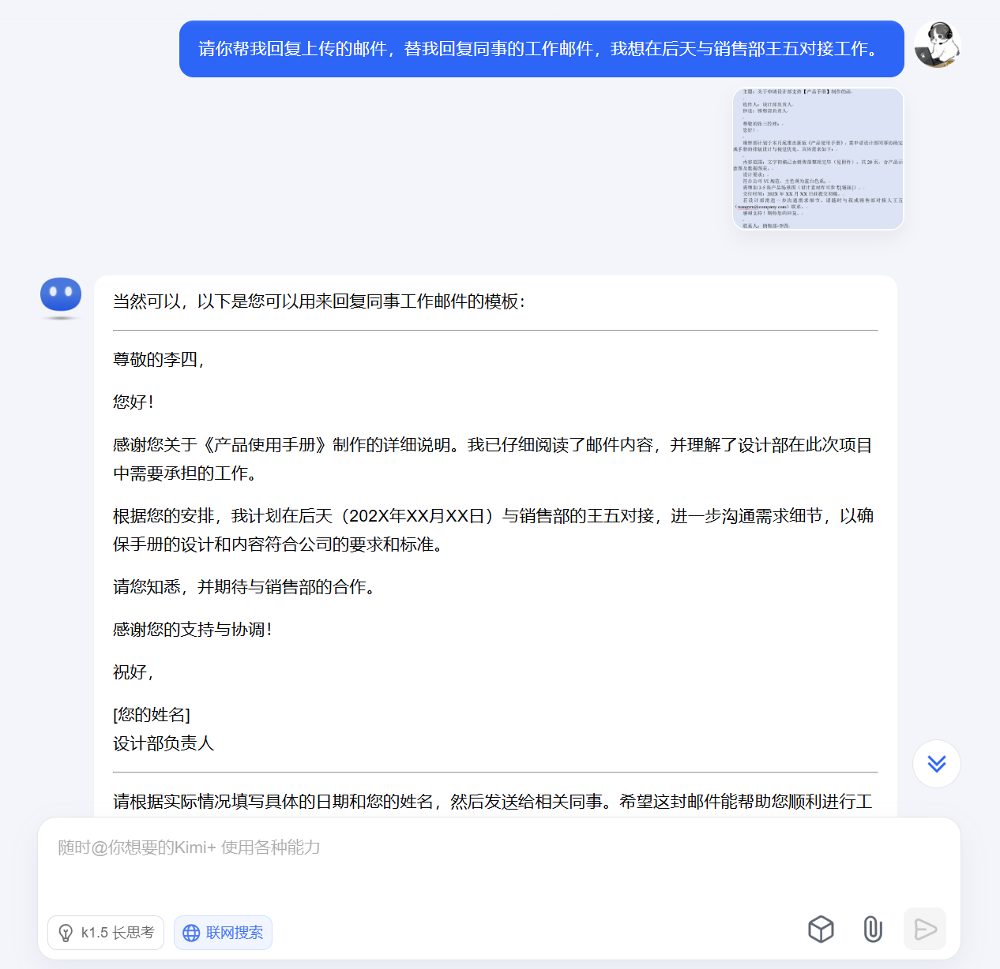 请你帮我回复上传的邮件，替我回复同事的工作邮件，我想在后天与销售部王五对接工作。
主题：关于申请设计部支持【产品手册】制作的函
收件人：设计部负责人
抄送：销售部负责人
尊敬的张三经理：
您好！
销售部计划于本月底推出新版《产品使用手册》，需申请设计部同事协助完
成手册的排版设计与视觉优化。具体需求如下：
内容范围：文字初稿已由销售部整理完毕（见附件），共 20 页，含产品示
意图及数据图表。
设计要求：
符合公司 VI 规范，主色调为蓝白色系；
需增加 3-5 张产品场景图（设计素材库可参考[链接]）。
交付时间：202X 年 XX 月 XX 日前提交初稿。
若设计部需进一步沟通需求细节，请随时与我或销售部对接人王五
（wangwu@company.com）联系。
感谢支持！期待您的回复。
联系人：销售部-李四
当然可以，以下是您可以用来回复同事工作邮件的模板：
尊敬的李四，
您好！
感谢您关于《产品使用手册》制作的详细说明。我已仔细阅读了邮件内容，并理解了设计部在此次项目
中需要承担的工作。
根据您的安排，我计划在后天（202X年XX月XX日）与销售部的王五对接，进一步沟通需求细节，以确
保手册的设计和内容符合公司的要求和标准。
请您知悉，并期待与销售部的合作。
感谢您的支持与协调！
祝好，
[您的姓名]
设计部负责人
请根据实际情况填写具体的日期和您的姓名，然后发送给相关同事。希望这封邮件能帮助您顺利进行工
随时@你想要的Kimi+ 使用各种能力
k1.5 长思考
联网搜索